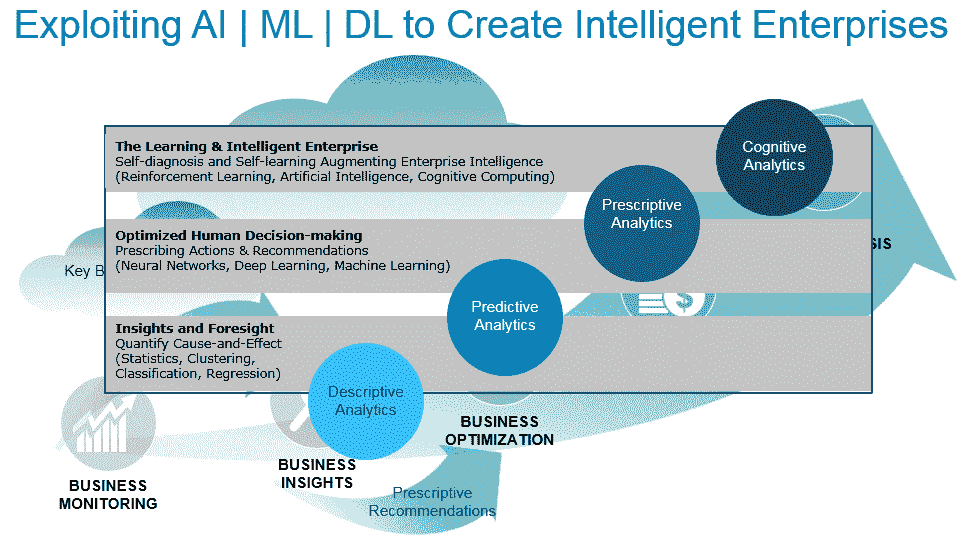 Exploiting AI | ML | DL to Create Intelligent Enterprises
The Learning & Intelligent Enterprise
Self-diagnosis and Self-learning Augmenting Enterprise Intelligence
(Reinforcement Learning, Artificial Intelligence, Cognitive Computing)
Cognitive
Analytics
Prescriptive
Analytics
Optimized Human Decision-making
Prescribing Actions & Recommendations
(Neural Networks, Deep Learning, Machine Learning)
Key B
SIS
Predictive
Analytics
$
Insights and Foresight
Quantify Cause-and-Effect
(Statistics, Clustering,
Classification, Regression)
Descriptive
Analytics
BUSINESS
OPTIMIZATION
BUSINESS
INSIGHTS
BUSINESS
MONITORING
Prescriptive
Recommendations